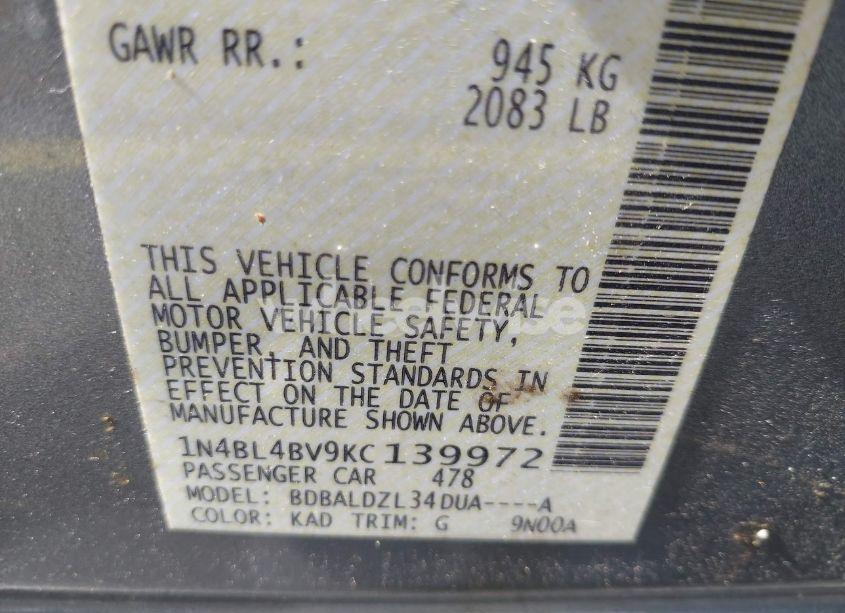 GAWR RR.: 945 KG
2083 LB
THIS VEHICLE CONFORMS TO
ALL APPLICABLE FEDERAL
MOTOR VEHICLE SAFETY,
BUMPER, AND THEFT
PREVENTION STANDARDS IN
EFFECT ON THE DATE OF
MANUFACTURE SHOWN ABOVE.
1N4BL4BV9KC139972
PASSENGER CAR 478
MODEL: BDBALDZL34DUA----A
COLOR: KAD TRIM: G 9N00A